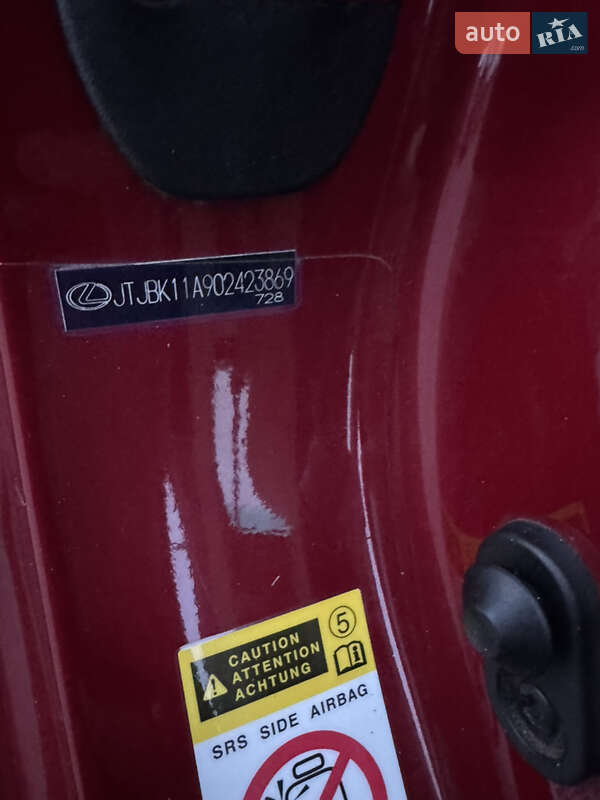 auto RIA
.com
JTJBK11A902423869
728
5
CAUTION
ATTENTION
ACHTUNG
SRS SIDE AIRBAG